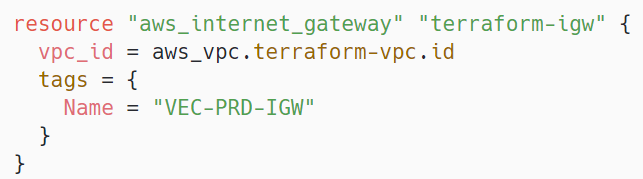 resource "aws_internet_gateway" "terraform-igw" {
  vpc_id = aws_vpc.terraform-vpc.id
  tags = {
    Name = "VEC-PRD-IGW"
  }
}